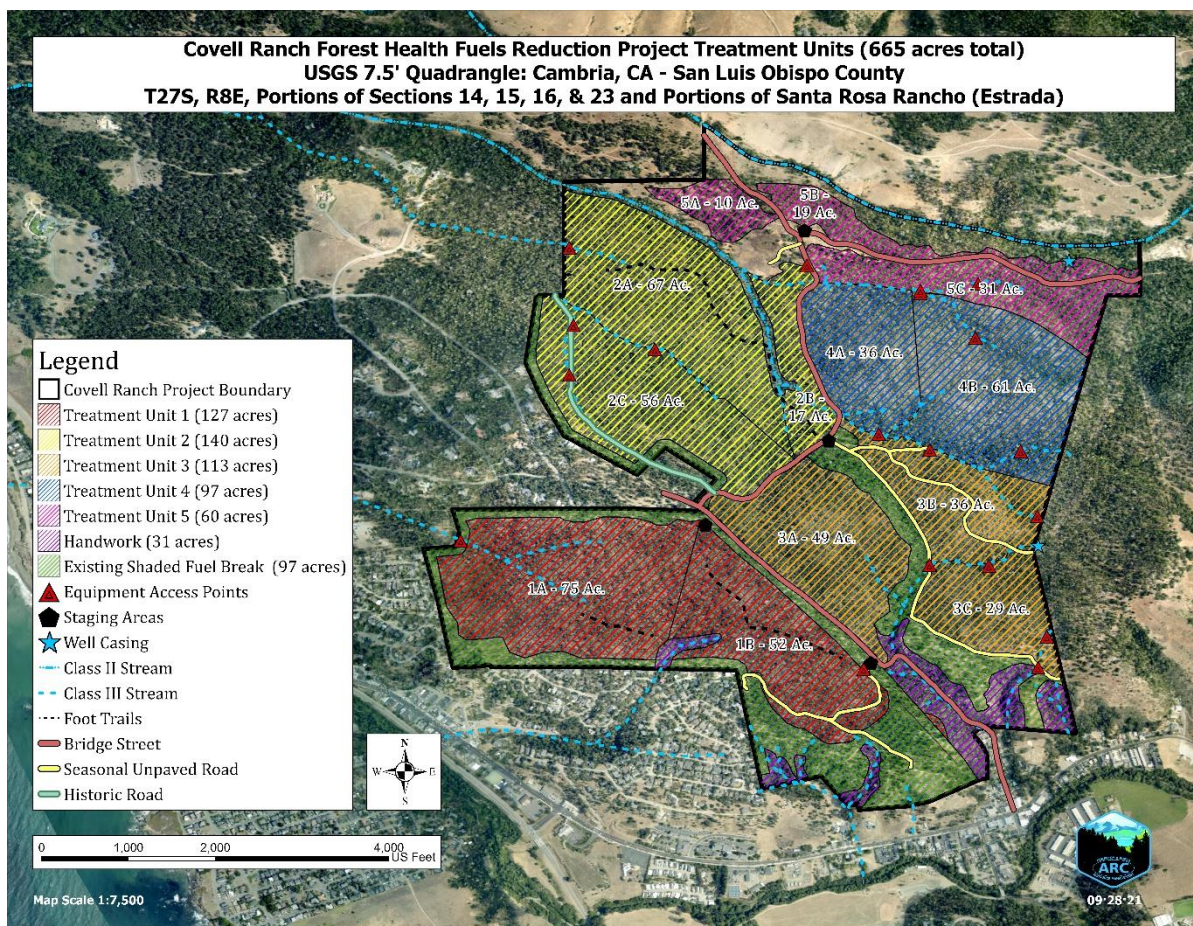 Covell Ranch Forest Health Fuels Reduction Project Treatment Units (665 acres total)
USGS 7.5' Quadrangle: Cambria, CA - San Luis Obispo County
T27S, R8E, Portions of Sections 14, 15, 16, & 23 and Portions of Santa Rosa Rancho (Estrada)
5A - 10 Ac.
5B -
19 Ac.
2A - 67 Ac.
5C - 31 Ac.
4A - 36 Ac.
4B - 61 Ac.
2C - 56 Ac.
2B -
17 Ac.
3B - 36 Ac.
3A - 49 Ac.
1A - 75 Ac.
3C - 29 Ac.
1B - 52 Ac.
Legend
Covell Ranch Project Boundary
Treatment Unit 1 (127 acres)
Treatment Unit 2 (140 acres)
Treatment Unit 3 (113 acres)
Treatment Unit 4 (97 acres)
Treatment Unit 5 (60 acres)
Handwork (31 acres)
Existing Shaded Fuel Break (97 acres)
Equipment Access Points
Staging Areas
Well Casing
Class II Stream
Class III Stream
Foot Trails
Bridge Street
Seasonal Unpaved Road
Historic Road
N
W E
S
0 1,000 2,000 4,000
US Feet
Map Scale 1:7,500
ARC
09-28-21